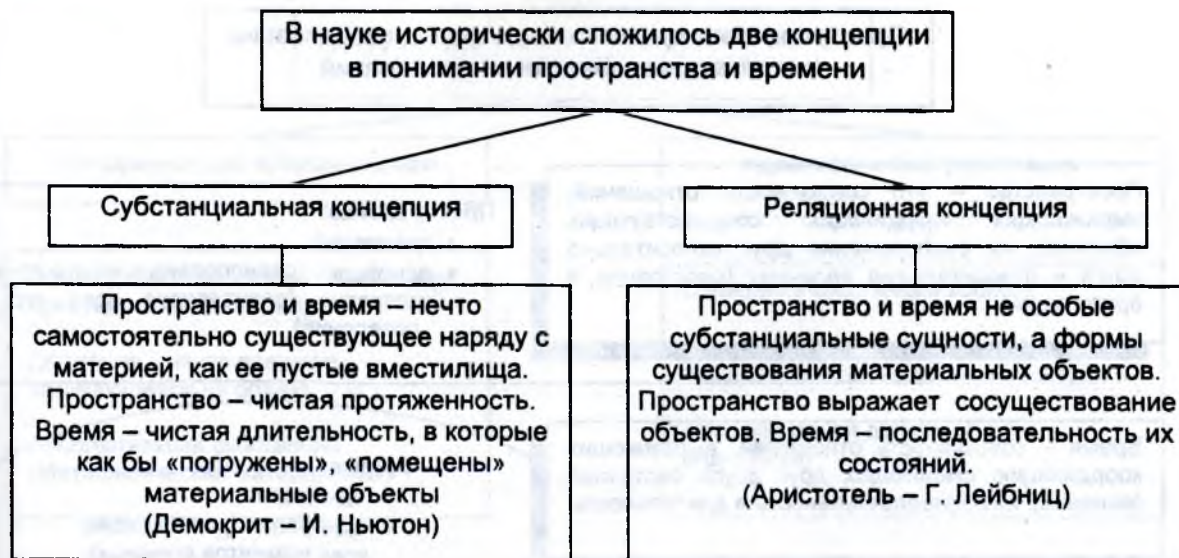 В науке исторически сложилось две концепции
в понимании пространства и времени
Субстанциальная концепция
Реляционная концепция
Пространство и время – нечто
самостоятельно существующее наряду с
материей, как ее пустые вместилища.
Пространство – чистая протяженность.
Время – чистая длительность, в которые
как бы «погружены», «помещены»
материальные объекты
(Демокрит – И. Ньютон)
Пространство и время не особые
субстанциальные сущности, а формы
существования материальных объектов.
Пространство выражает сосуществование
объектов, Время – последовательность их
состояний.
(Аристотель – Г. Лейбниц)